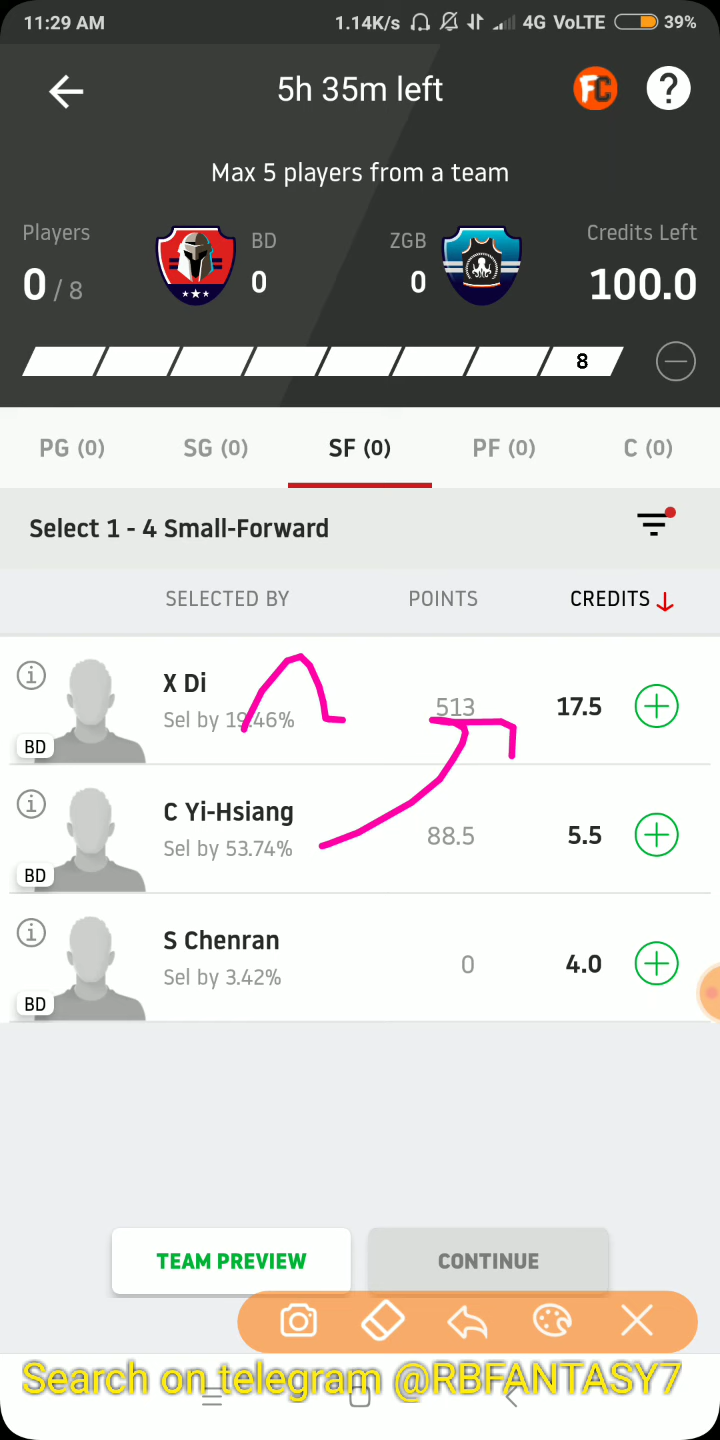 11:29 AM 1.14K/s 4G VoLTE 39%
5h 35m left FC ?
Max 5 players from a team
Players BD ZGB Credits Left
0 / 8 0 0 100.0
8
PG (0) SG (0) SF (0) PF (0) C (0)
Select 1 - 4 Small-Forward
SELECTED BY POINTS CREDITS
X Di
Sel by 19.46% 513 17.5
BD
C Yi-Hsiang
Sel by 53.74% 88.5 5.5
BD
S Chenran
Sel by 3.42% 0 4.0
BD
TEAM PREVIEW CONTINUE
Search on telegram @RBFANTASY7